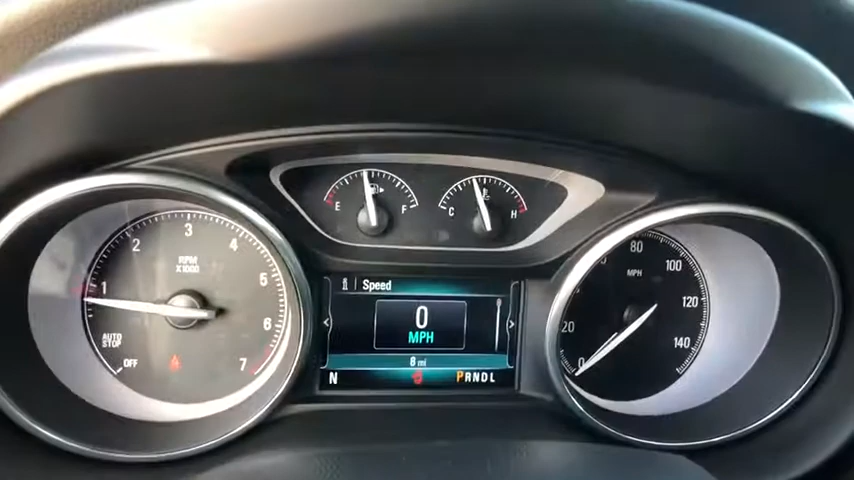 E
F
C
H
1
2
3
4
5
6
7
RPM
X1000
AUTO
STOP
OFF
i Speed
0
MPH
8 mi
N
PRNDL
0
20
80
100
120
140
MPH